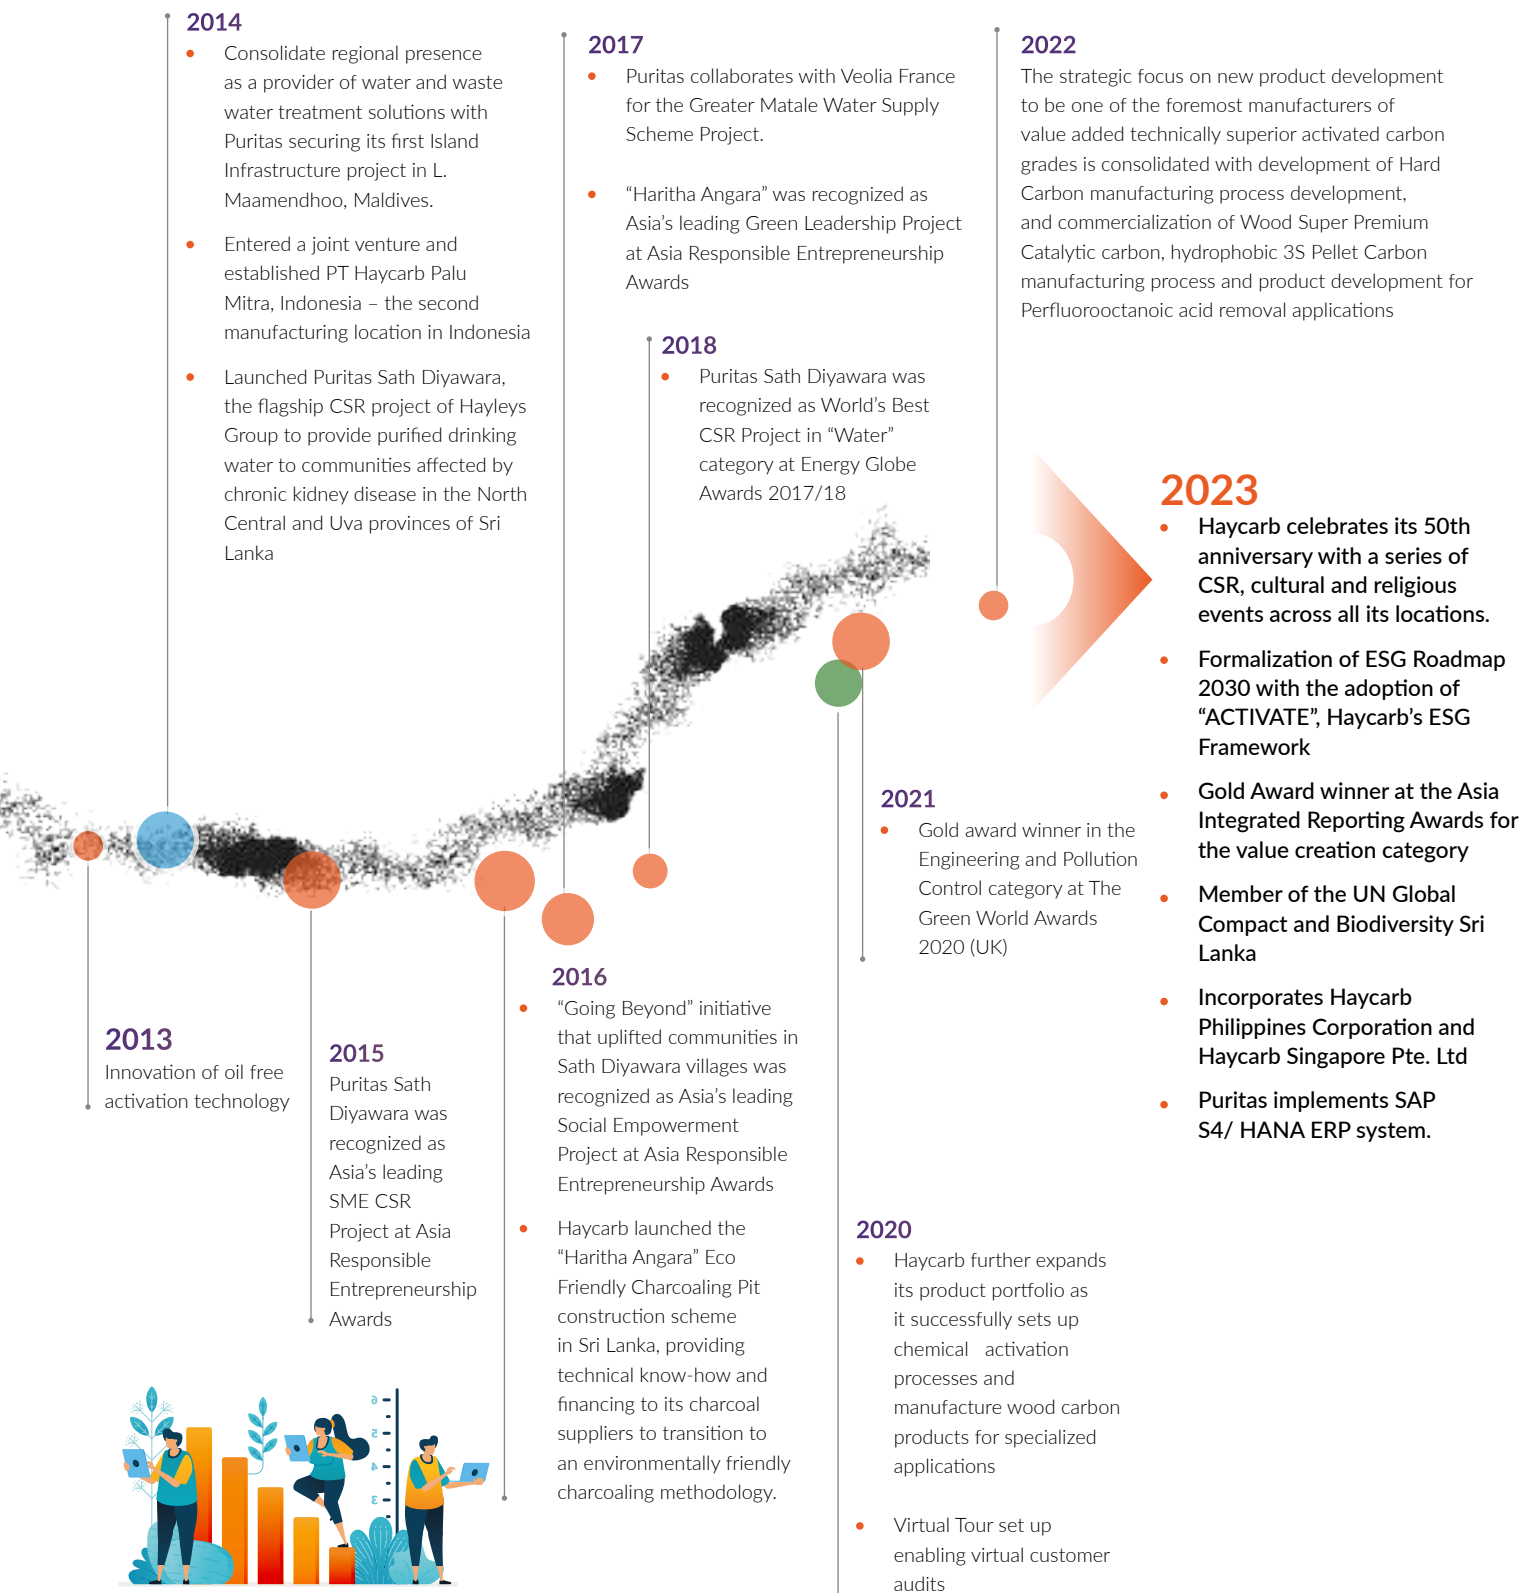 2014
• Consolidate regional presence
as a provider of water and waste
water treatment solutions with
Puritas securing its first Island
Infrastructure project in L.
Maamendhoo, Maldives.
• Entered a joint venture and
established PT Haycarb Palu
Mitra, Indonesia – the second
manufacturing location in Indonesia
• Launched Puritas Sath Diyawara,
the flagship CSR project of Hayleys
Group to provide purified drinking
water to communities affected by
chronic kidney disease in the North
Central and Uva provinces of Sri
Lanka
2017
• Puritas collaborates with Veolia France
for the Greater Matale Water Supply
Scheme Project.
• “Haritha Angara” was recognized as
Asia’s leading Green Leadership Project
at Asia Responsible Entrepreneurship
Awards
2018
• Puritas Sath Diyawara was
recognized as World’s Best
CSR Project in “Water”
category at Energy Globe
Awards 2017/18
2022
The strategic focus on new product development
to be one of the foremost manufacturers of
value added technically superior activated carbon
grades is consolidated with development of Hard
Carbon manufacturing process development,
and commercialization of Wood Super Premium
Catalytic carbon, hydrophobic 3S Pellet Carbon
manufacturing process and product development for
Perfluorooctanoic acid removal applications
2023
• Haycarb celebrates its 50th
anniversary with a series of
CSR, cultural and religious
events across all its locations.
• Formalization of ESG Roadmap
2030 with the adoption of
“ACTIVATE”, Haycarb’s ESG
Framework
• Gold Award winner at the Asia
Integrated Reporting Awards for
the value creation category
• Member of the UN Global
Compact and Biodiversity Sri
Lanka
• Incorporates Haycarb
Philippines Corporation and
Haycarb Singapore Pte. Ltd
• Puritas implements SAP
S4/ HANA ERP system.
2021
• Gold award winner in the
Engineering and Pollution
Control category at The
Green World Awards
2020 (UK)
2013
Innovation of oil free
activation technology
2015
Puritas Sath
Diyawara was
recognized as
Asia’s leading
SME CSR
Project at Asia
Responsible
Entrepreneurship
Awards
2016
• “Going Beyond” initiative
that uplifted communities in
Sath Diyawara villages was
recognized as Asia’s leading
Social Empowerment
Project at Asia Responsible
Entrepreneurship Awards
• Haycarb launched the
“Haritha Angara” Eco
Friendly Charcoaling Pit
construction scheme
in Sri Lanka, providing
technical know-how and
financing to its charcoal
suppliers to transition to
an environmentally friendly
charcoaling methodology.
2020
• Haycarb further expands
its product portfolio as
it successfully sets up
chemical activation
processes and
manufacture wood carbon
products for specialized
applications
• Virtual Tour set up
enabling virtual customer
audits
6
5
4
3